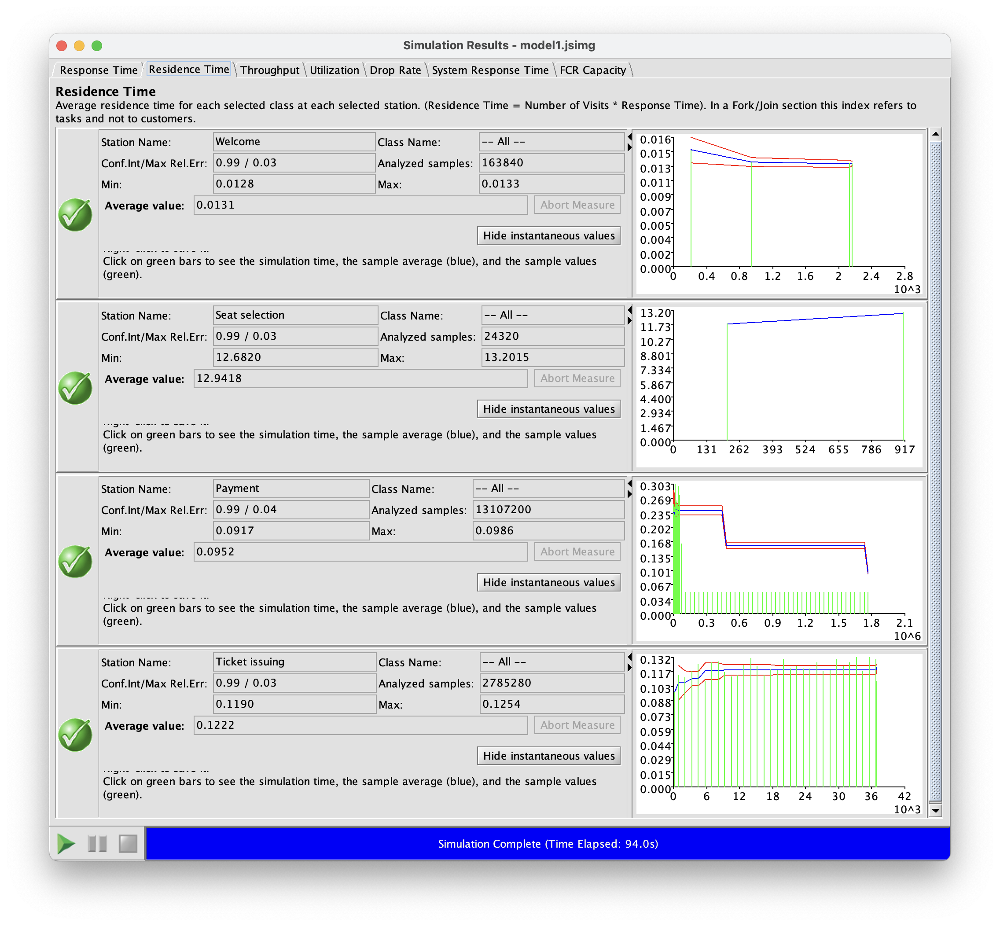 Simulation Results - model1.jsimg
Response Time Residence Time Throughput Utilization Drop Rate System Response Time FCR Capacity
Residence Time
Average residence time for each selected class at each selected station. (Residence Time = Number of Visits * Response Time). In a Fork/Join section this index refers to
tasks and not to customers.
Station Name: Welcome Class Name: -- All --
Conf.Int/Max Rel.Err: 0.99 / 0.03 Analyzed samples: 163840
Min: 0.0128 Max: 0.0133
Average value: 0.0131 Abort Measure
Hide instantaneous values
Click on green bars to see the simulation time, the sample average (blue), and the sample values
(green).
0.016
0.015
0.013
0.011
0.009
0.007
0.005
0.004
0.002
0.000
0 0.4 0.8 1.2 1.6 2 2.4 2.8
10^3
Station Name: Seat selection Class Name: -- All --
Conf.Int/Max Rel.Err: 0.99 / 0.03 Analyzed samples: 24320
Min: 12.6820 Max: 13.2015
Average value: 12.9418 Abort Measure
Hide instantaneous values
Click on green bars to see the simulation time, the sample average (blue), and the sample values
(green).
13.20
11.73
10.27
8.801
7.334
5.867
4.400
2.934
1.467
0.000
0 131 262 393 524 655 786 917
Station Name: Payment Class Name: -- All --
Conf.Int/Max Rel.Err: 0.99 / 0.04 Analyzed samples: 13107200
Min: 0.0917 Max: 0.0986
Average value: 0.0952 Abort Measure
Hide instantaneous values
Click on green bars to see the simulation time, the sample average (blue), and the sample values
(green).
0.303
0.269
0.235
0.202
0.168
0.135
0.101
0.067
0.034
0.000
0 0.3 0.6 0.9 1.2 1.5 1.8 2.1
10^6
Station Name: Ticket issuing Class Name: -- All --
Conf.Int/Max Rel.Err: 0.99 / 0.03 Analyzed samples: 2785280
Min: 0.1190 Max: 0.1254
Average value: 0.1222 Abort Measure
Hide instantaneous values
Click on green bars to see the simulation time, the sample average (blue), and the sample values
(green).
0.132
0.117
0.103
0.088
0.073
0.059
0.044
0.029
0.015
0.000
0 6 12 18 24 30 36 42
10^3
Simulation Complete (Time Elapsed: 94.0s)